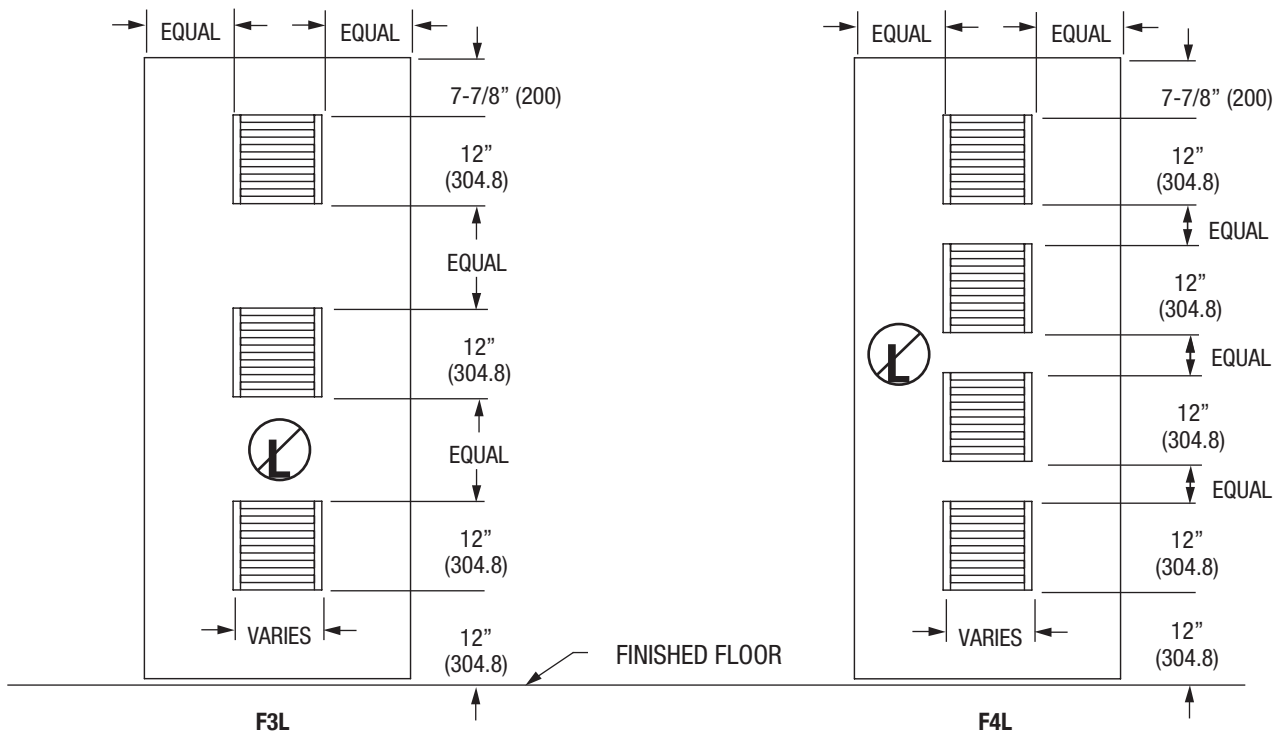 EQUAL
EQUAL
7-7/8” (200)
12”
(304.8)
EQUAL
12”
(304.8)
L
EQUAL
12”
(304.8)
VARIES
12”
(304.8)
F3L
FINISHED FLOOR
EQUAL
EQUAL
7-7/8” (200)
12”
(304.8)
EQUAL
12”
(304.8)
L
EQUAL
12”
(304.8)
EQUAL
12”
(304.8)
VARIES
12”
(304.8)
F4L